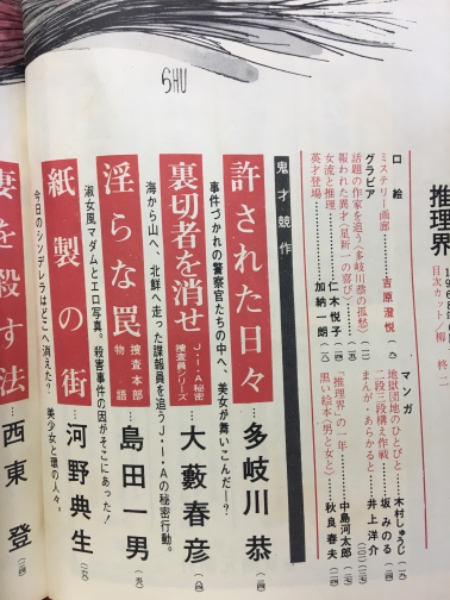 SHU
推理界
目次カット/柳 柊二
口絵
ミステリー画廊……吉原澄悦
グラビア
話題の作家を追う〈多岐川恭の孤愁〉
報われた異才〈星新一の喜び〉
女流と推理……仁木悦子
英才登場……加納一朗
マンガ
地獄団地のひとびと……木村しゅうじ
二段三段構え作戦……坂みのる
まんが・あらかると……井上洋介
「推理界」の一年……中島河太郎
黒い絵本〈男と女と〉……秋良春夫
鬼才競作
許された日々…多岐川 恭
事件づかれの警察官たちの中へ、美女が舞いこんだ―?
裏切者を消せ J・I・A秘密捜査員シリーズ…大藪春彦
海から山へ、北鮮へ走った諜報員を追うJ・I・Aの秘密行動。
淫らな罠 捜査本部物語…島田一男
淑女風マダムとエロ写真。殺害事件の因がそこにあった!
紙製の街…河野典生
今日のシンデレラはどこへ消えた? 美少女と環の人々。
妻を殺す法…西東 登